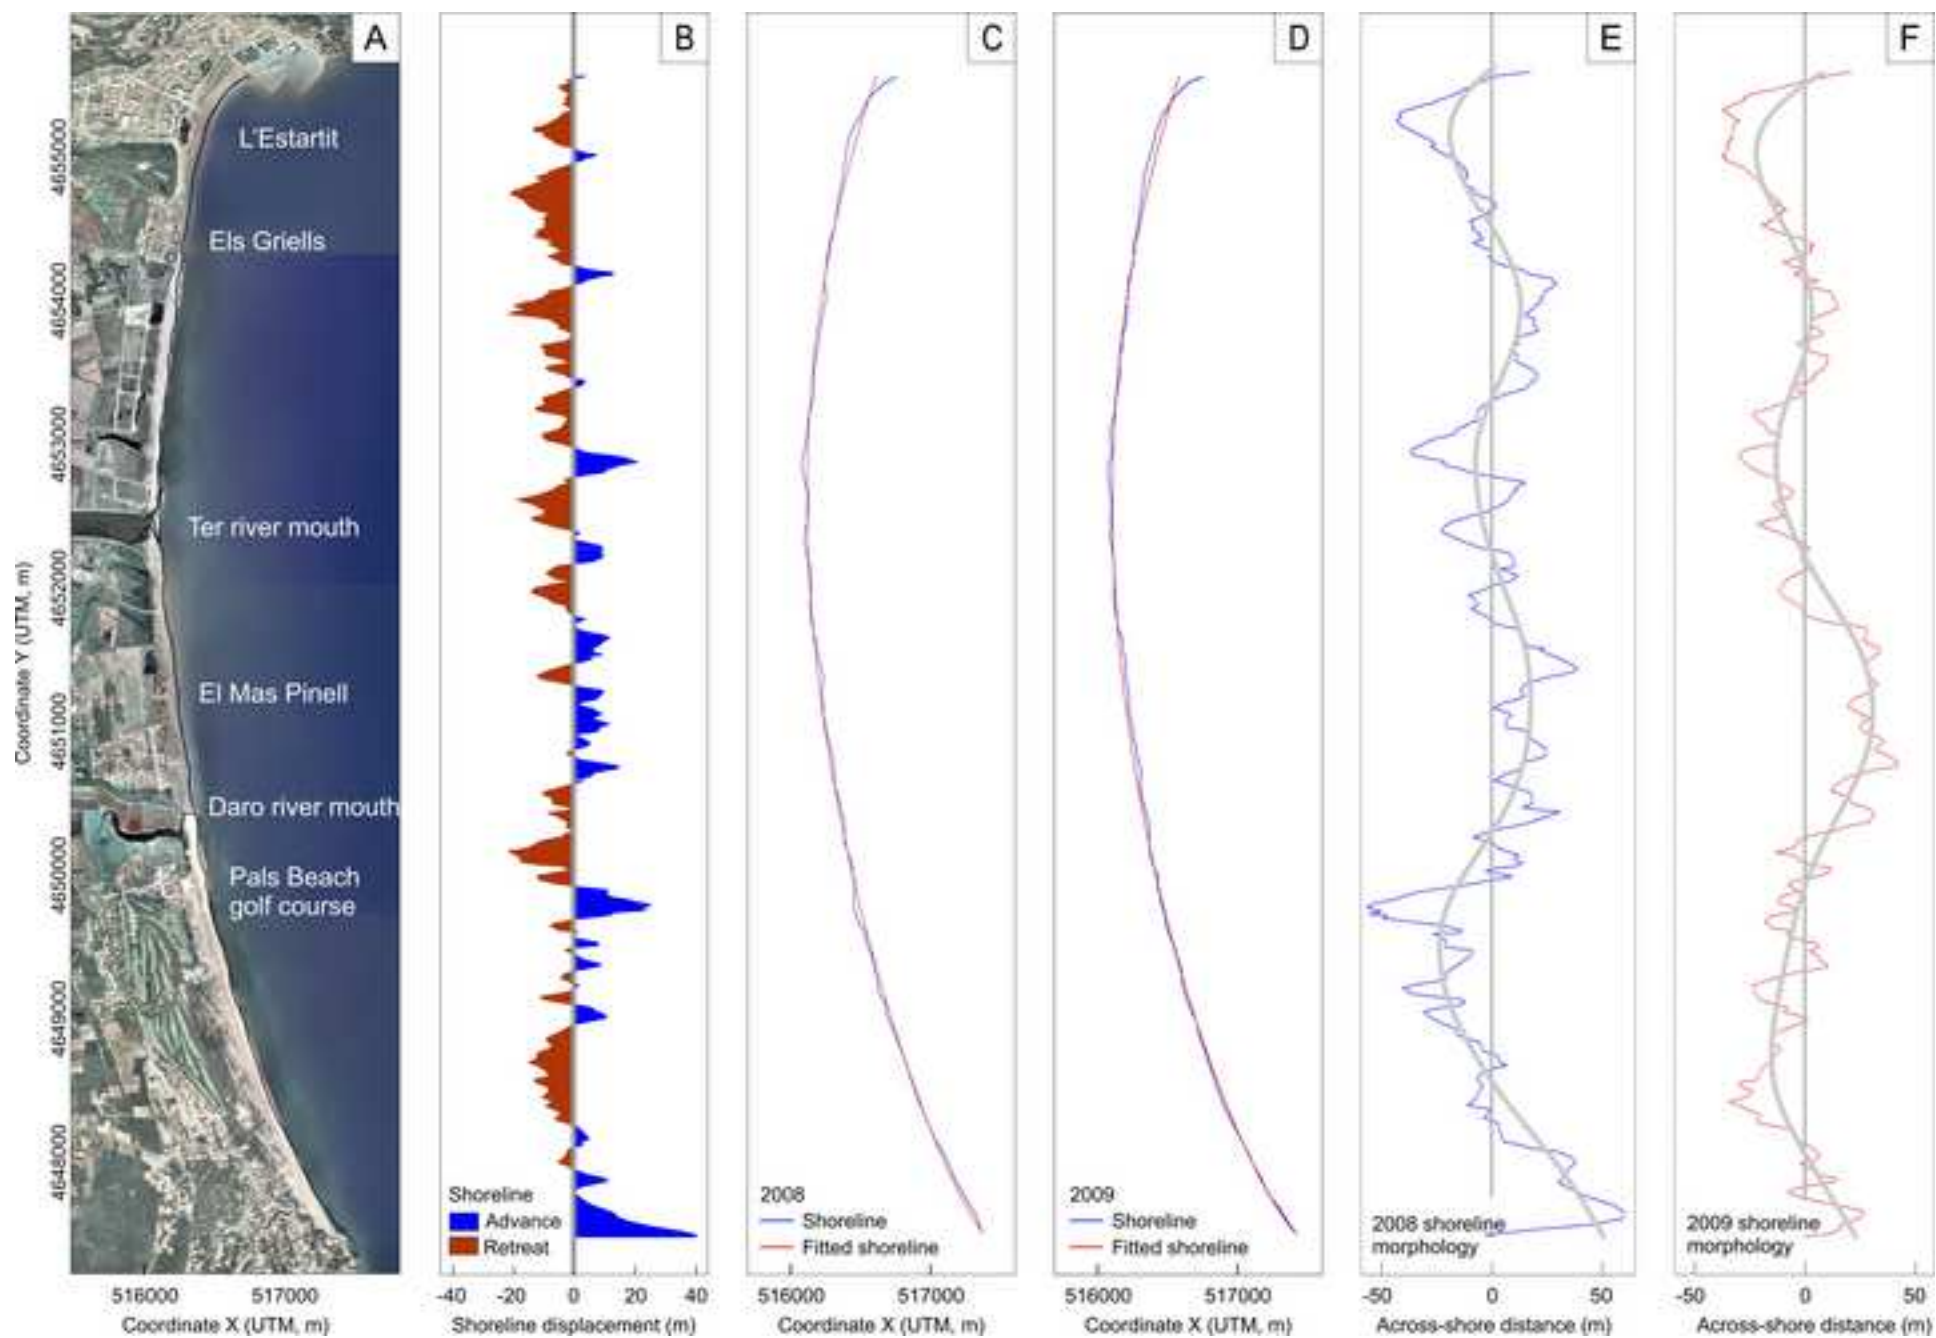 A
B
C
D
E
F
L'Estartit
Els Griells
Ter river mouth
El Mas Pinell
Daro river mouth
Pals Beach
golf course
Coordinate Y (UTM, m)
4655000
4654000
4653000
4652000
4651000
4650000
4649000
4648000
Shoreline
Advance
Retreat
2008
Shoreline
Fitted shoreline
2009
Shoreline
Fitted shoreline
2008 shoreline
morphology
2009 shoreline
morphology
516000 517000
-40 -20 0 20 40
516000 517000
516000 517000
-50 0 50
-50 0 50
Coordinate X (UTM, m)
Shoreline displacement (m)
Coordinate X (UTM, m)
Coordinate X (UTM, m)
Across-shore distance (m)
Across-shore distance (m)